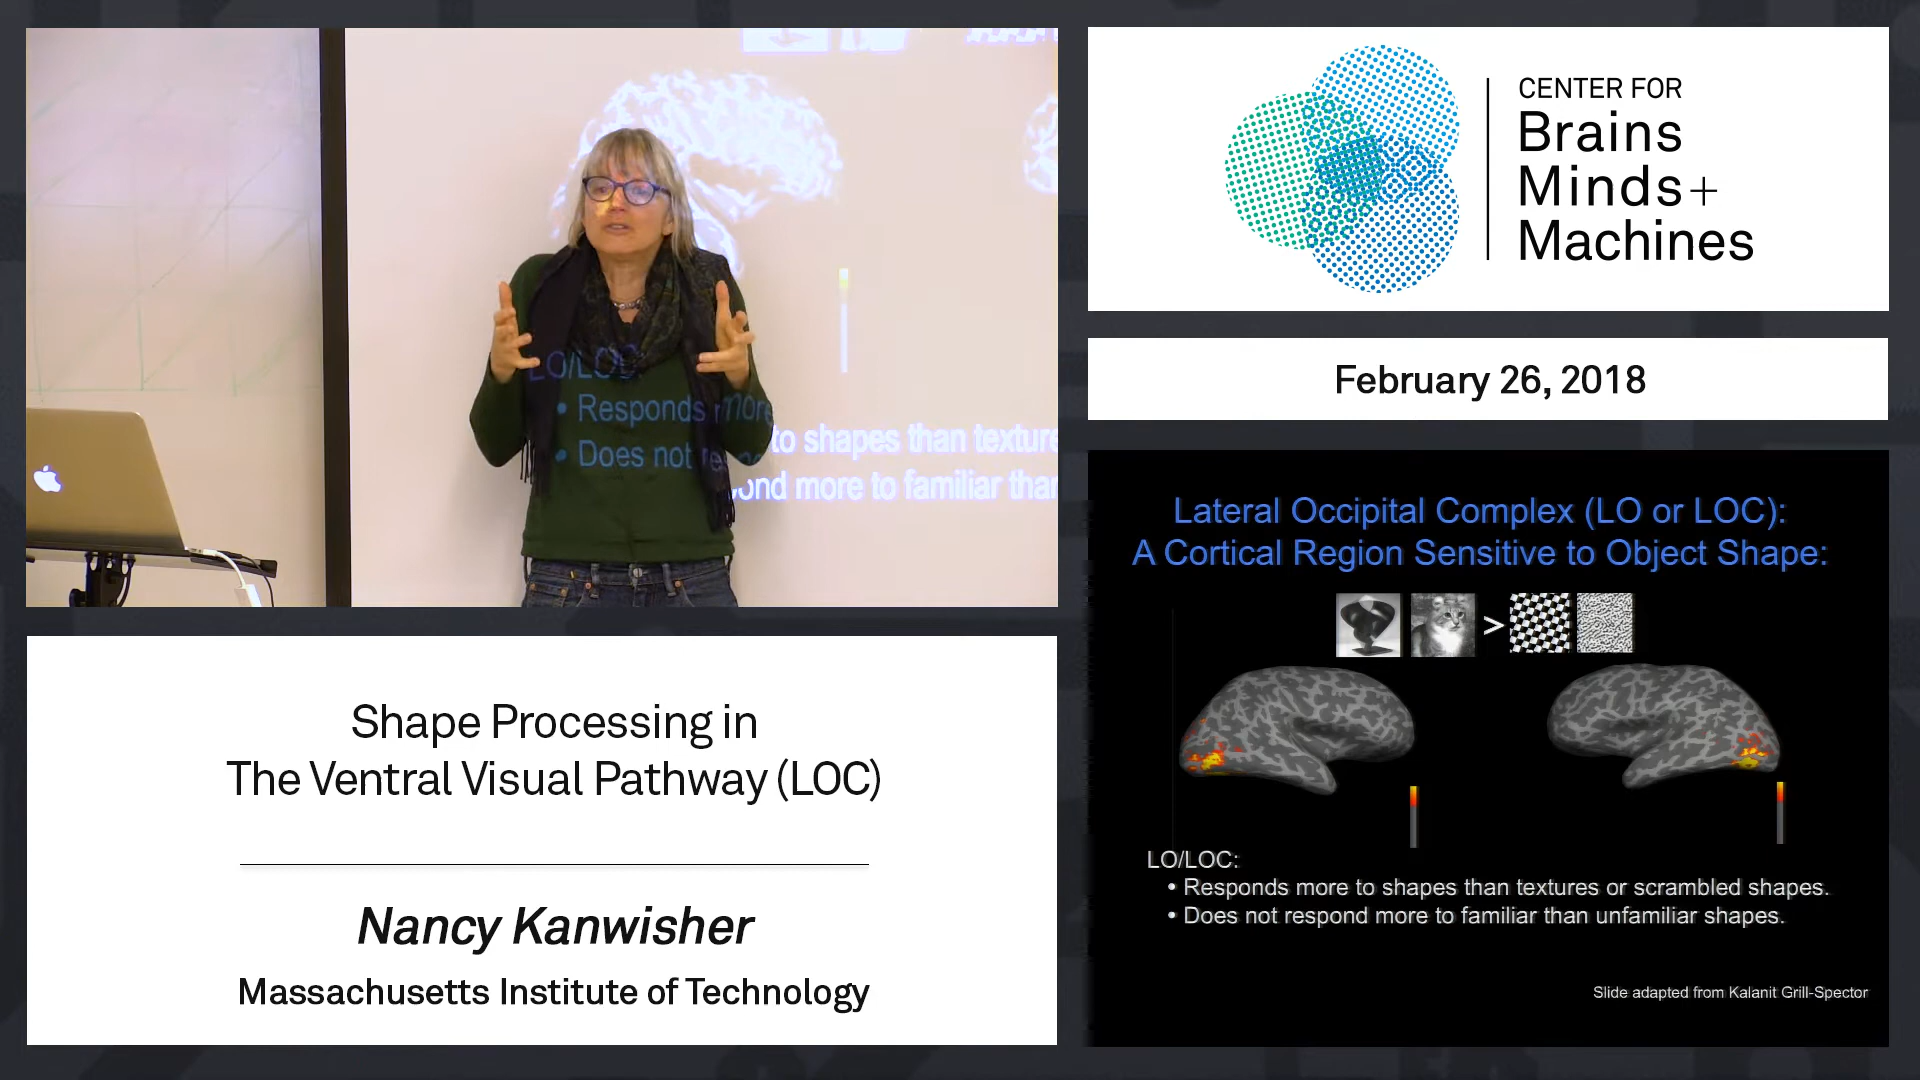 LO/LOC:
• Responds more to shapes than texture
• Does not respond more to familiar than
CENTER FOR
Brains
Minds+
Machines
February 26, 2018
Shape Processing in
The Ventral Visual Pathway (LOC)
Nancy Kanwisher
Massachusetts Institute of Technology
Lateral Occipital Complex (LO or LOC):
A Cortical Region Sensitive to Object Shape:
>
LO/LOC:
• Responds more to shapes than textures or scrambled shapes.
• Does not respond more to familiar than unfamiliar shapes.
Slide adapted from Kalanit Grill-Spector